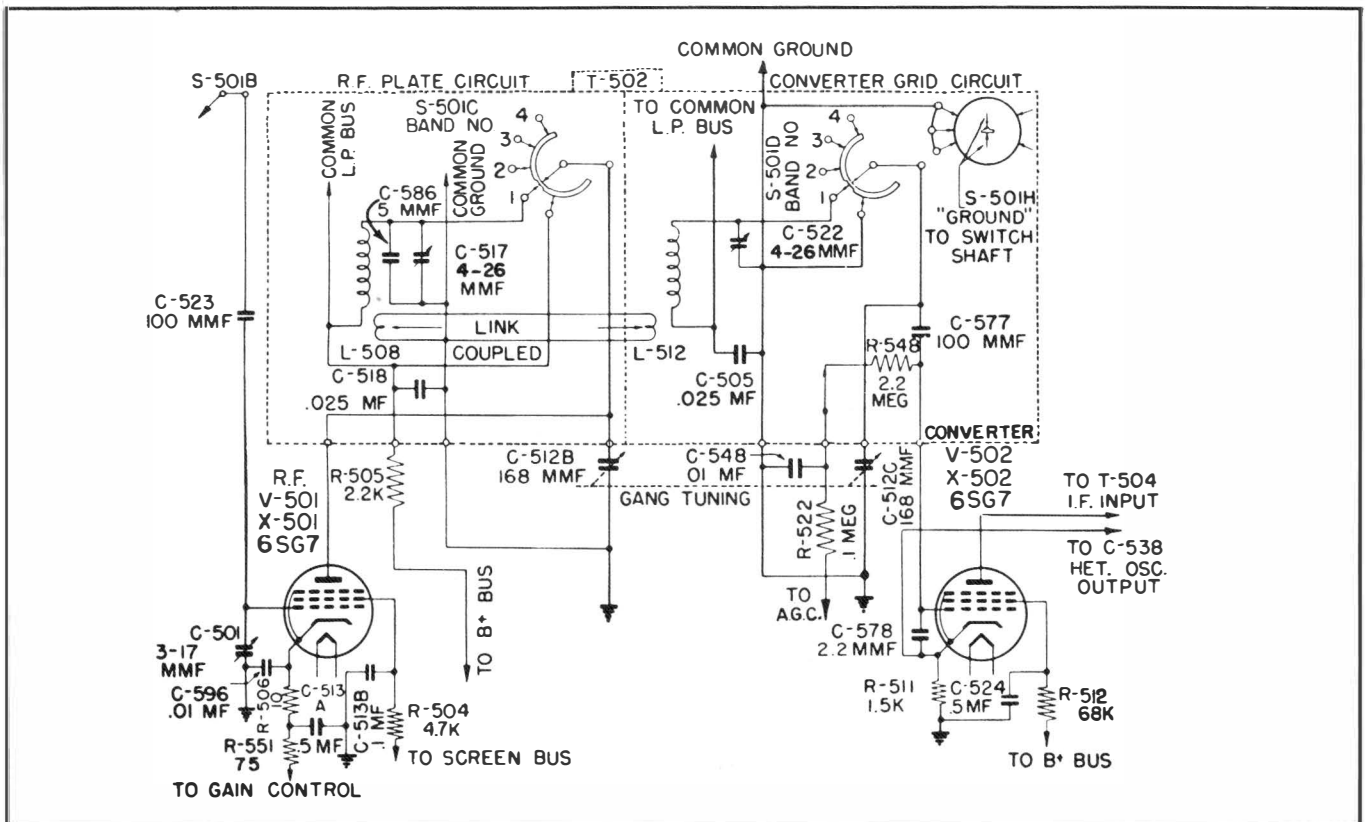 COMMON GROUND
S-501B
R.F. PLATE CIRCUIT
T-502
CONVERTER GRID CIRCUIT
COMMON
L.P. BUS
S-501C
BAND NO
4
3
2
1
COMMON
GROUND
C-586
5 MMF
C-517
4-26
MMF
TO COMMON
L.P. BUS
S-501D
BAND NO
4
3
2
1
C-522
4-26 MMF
S-501H
"GROUND"
TO SWITCH
SHAFT
C-523
100 MMF
LINK
COUPLED
L-508
L-512
C-518
.025 MF
C-505
.025 MF
R-548
2.2
MEG
C-577
100 MMF
R-505
2.2K
C-512B
168 MMF
GANG TUNING
C-548
.01 MF
R-522
.1 MEG
C-512C
168 MMF
CONVERTER
V-502
X-502
6SG7
TO T-504
I.F. INPUT
TO C-538
HET. OSC.
OUTPUT
R.F.
V-501
X-501
6SG7
TO B+ BUS
TO
A.G.C.
C-501
3-17
MMF
C-596
.01 MF
R-506
10
C-513
A
.5 MF
C-513B
.1 MF
R-504
4.7K
R-551
75
TO SCREEN BUS
TO GAIN CONTROL
C-578
2.2 MMF
R-511
1.5K
C-524
.5 MF
R-512
68K
TO B+ BUS